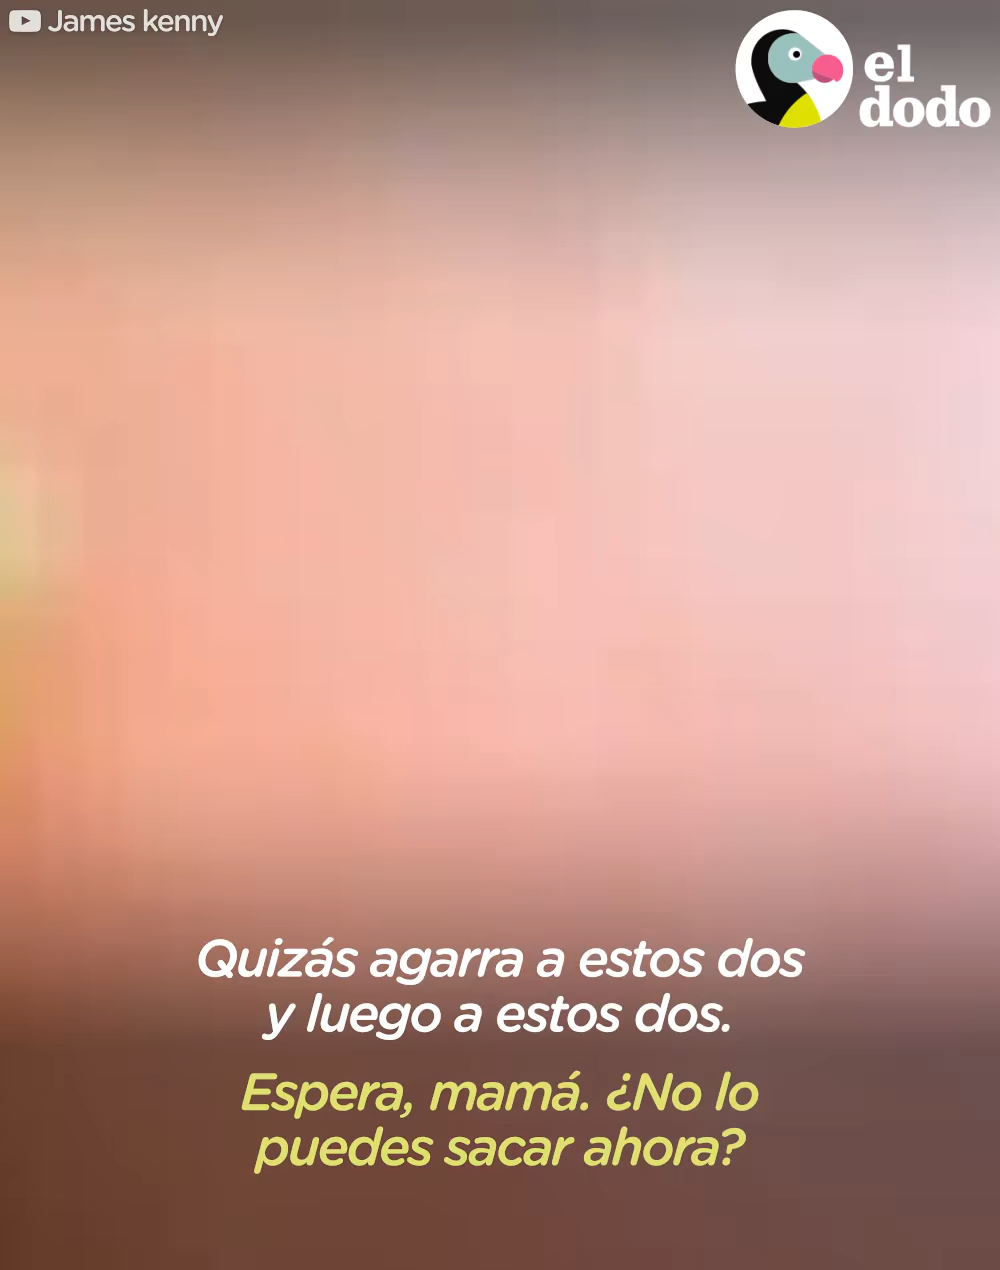 James kenny
el
dodo
Quizás agarra a estos dos
y luego a estos dos.
Espera, mamá. ¿No lo
puedes sacar ahora?